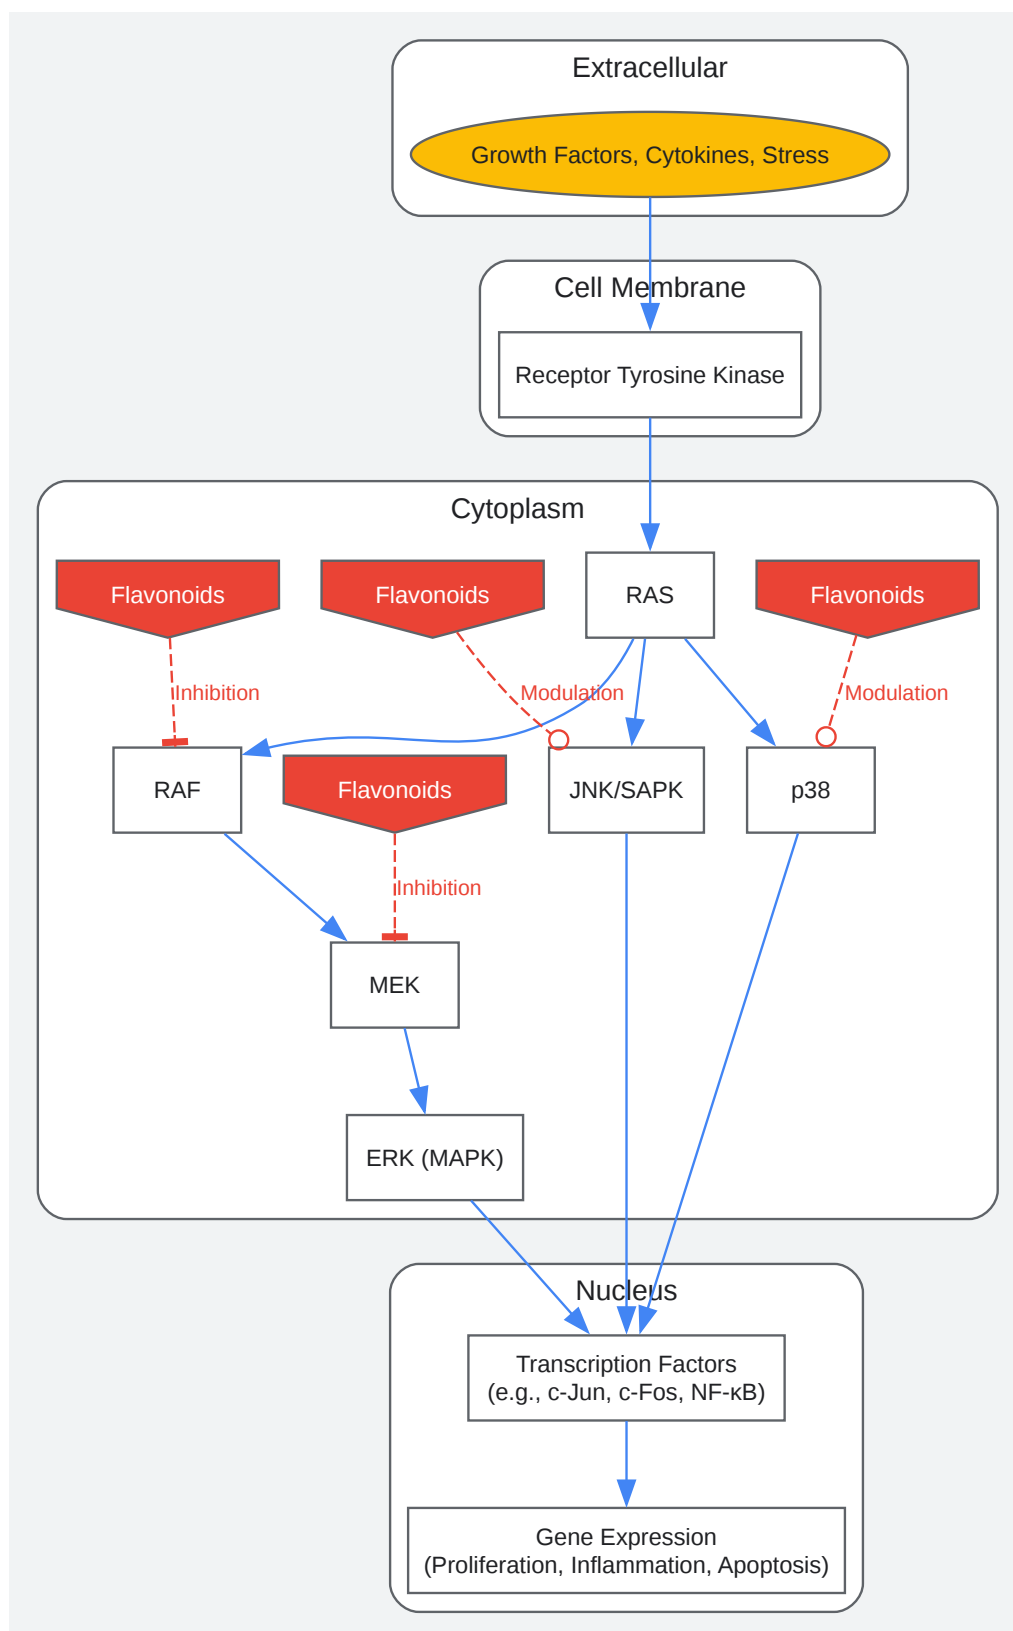 Extracellular
Growth Factors, Cytokines, Stress
Cell Membrane
Receptor Tyrosine Kinase
Cytoplasm
Flavonoids
Flavonoids
RAS
Flavonoids
Inhibition
Modulation
Modulation
RAF
Flavonoids
JNK/SAPK
p38
Inhibition
MEK
ERK (MAPK)
Nucleus
Transcription Factors
(e.g., c-Jun, c-Fos, NF-κB)
Gene Expression
(Proliferation, Inflammation, Apoptosis)